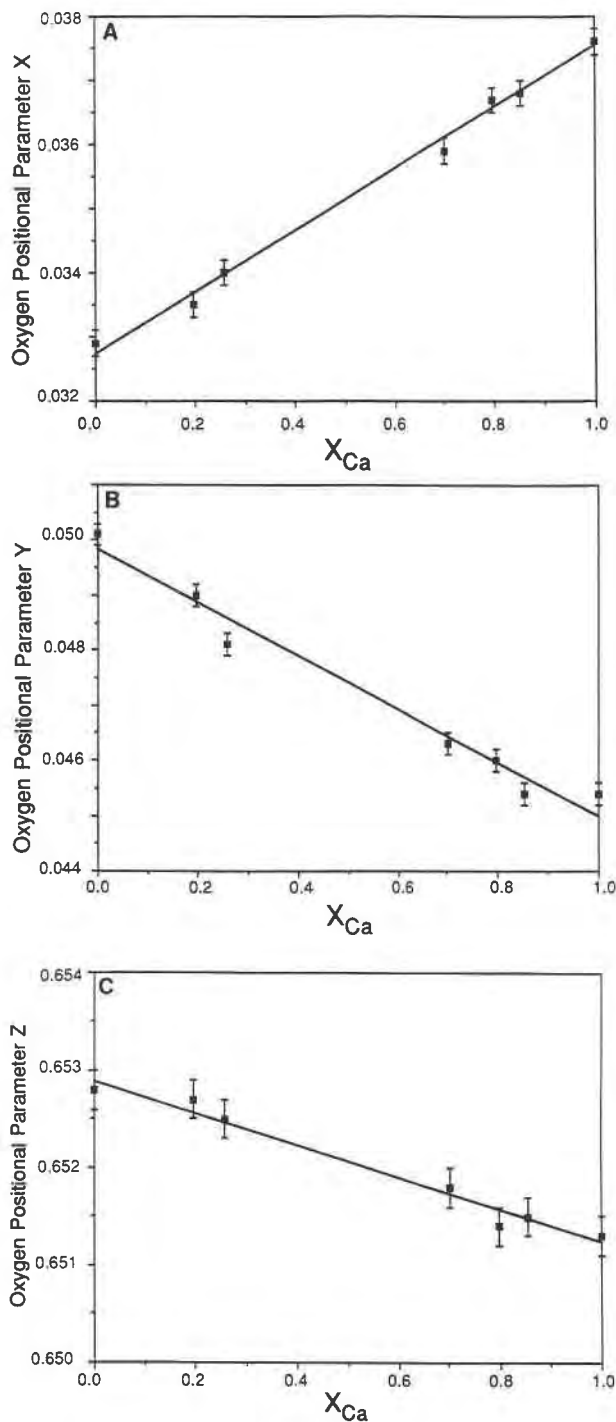 A
Oxygen Positional Parameter X
0.038
0.036
0.034
0.032
0.0 0.2 0.4 0.6 0.8 1.0
XCa
B
Oxygen Positional Parameter Y
0.050
0.048
0.046
0.044
0.0 0.2 0.4 0.6 0.8 1.0
XCa
C
Oxygen Positional Parameter Z
0.654
0.653
0.652
0.651
0.650
0.0 0.2 0.4 0.6 0.8 1.0
XCa